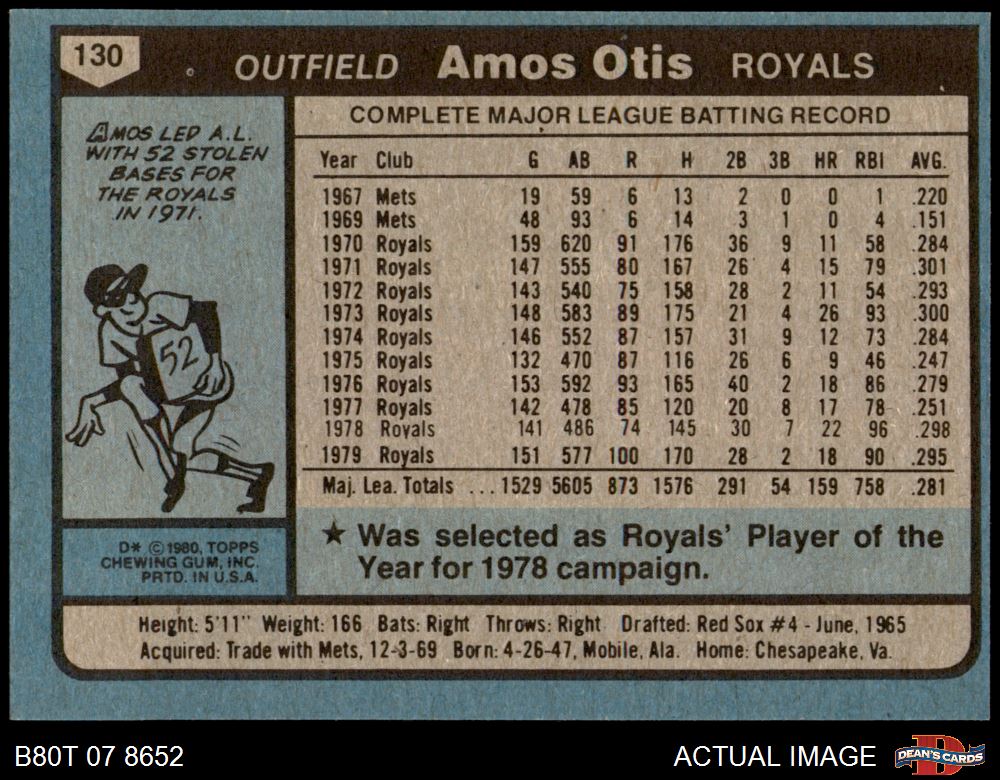 130
OUTFIELD Amos Otis ROYALS
AMOS LED A.L.
WITH 52 STOLEN
BASES FOR
THE ROYALS
IN 1971.
52
D* © 1980, TOPPS
CHEWING GUM, INC.
PRTD. IN U.S.A.
COMPLETE MAJOR LEAGUE BATTING RECORD
Year Club G AB R H 2B 3B HR RBI AVG.
1967 Mets 19 59 6 13 2 0 0 1 .220
1969 Mets 48 93 6 14 3 1 0 4 .151
1970 Royals 159 620 91 176 36 9 11 58 .284
1971 Royals 147 555 80 167 26 4 15 79 .301
1972 Royals 143 540 75 158 28 2 11 54 .293
1973 Royals 148 583 89 175 21 4 26 93 .300
1974 Royals 146 552 87 157 31 9 12 73 .284
1975 Royals 132 470 87 116 26 6 9 46 .247
1976 Royals 153 592 93 165 40 2 18 86 .279
1977 Royals 142 478 85 120 20 8 17 78 .251
1978 Royals 141 486 74 145 30 7 22 96 .298
1979 Royals 151 577 100 170 28 2 18 90 .295
Maj. Lea. Totals ... 1529 5605 873 1576 291 54 159 758 .281
★ Was selected as Royals' Player of the
Year for 1978 campaign.
Height: 5'11" Weight: 166 Bats: Right Throws: Right Drafted: Red Sox #4 - June, 1965
Acquired: Trade with Mets, 12-3-69 Born: 4-26-47, Mobile, Ala. Home: Chesapeake, Va.
B80T 07 8652
ACTUAL IMAGE
D
DEAN'S CARDS